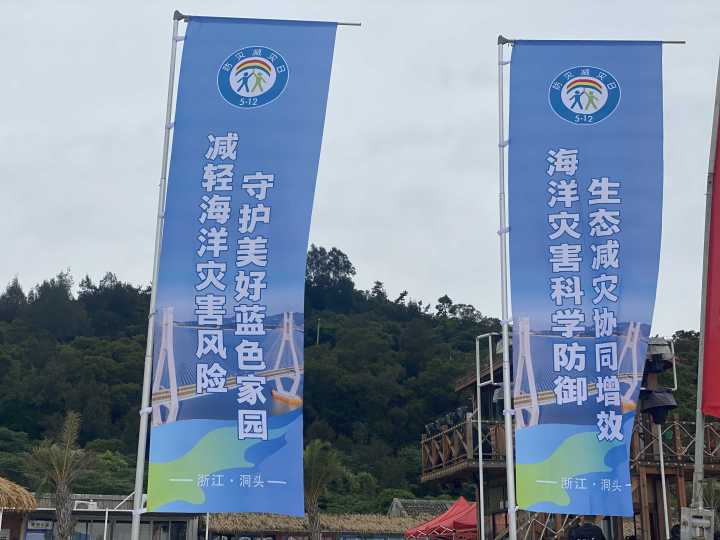 防灾减灾日
5·12
减轻海洋灾害风险
守护美好蓝色家园
浙江·洞头
防灾减灾日
5·12
海洋灾害科学防御
生态减灾协同增效
浙江·洞头